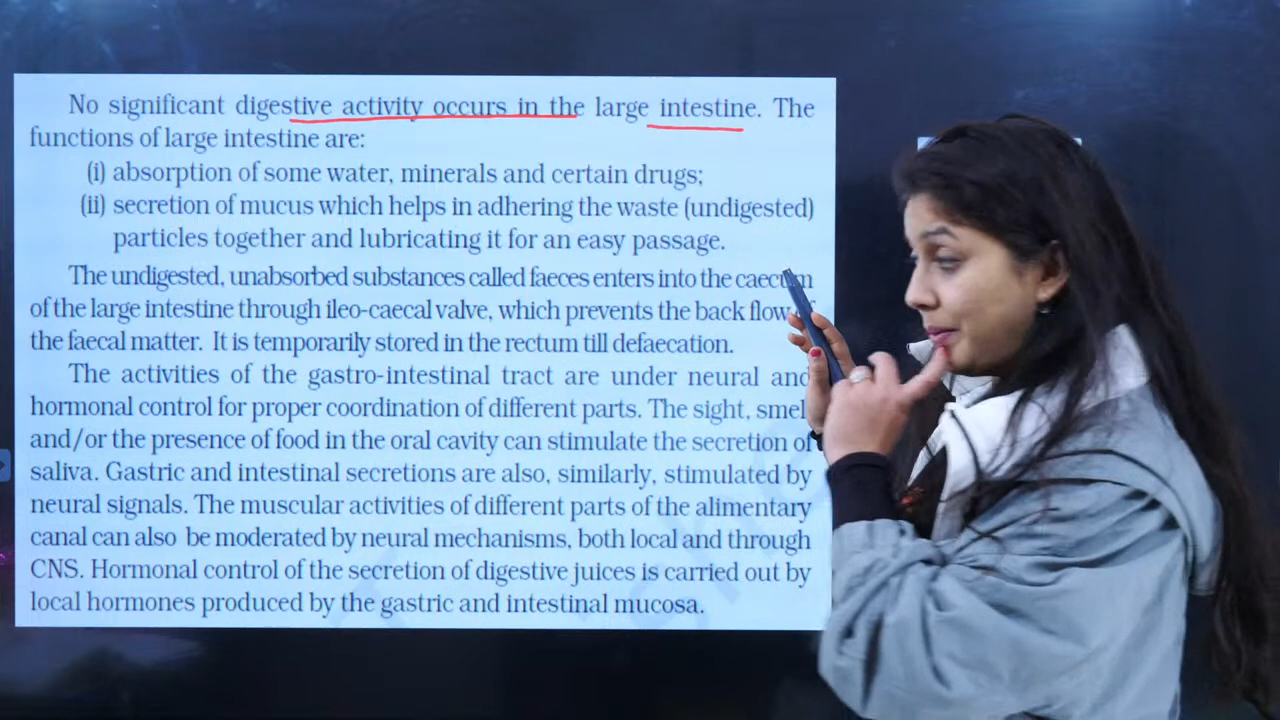 No significant digestive activity occurs in the large intestine. The
functions of large intestine are:
(i) absorption of some water, minerals and certain drugs;
(ii) secretion of mucus which helps in adhering the waste (undigested)
particles together and lubricating it for an easy passage.
The undigested, unabsorbed substances called faeces enters into the caecum
of the large intestine through ileo-caecal valve, which prevents the back flow of
the faecal matter. It is temporarily stored in the rectum till defaecation.
The activities of the gastro-intestinal tract are under neural and
hormonal control for proper coordination of different parts. The sight, smel
and/or the presence of food in the oral cavity can stimulate the secretion of
saliva. Gastric and intestinal secretions are also, similarly, stimulated by
neural signals. The muscular activities of different parts of the alimentary
canal can also be moderated by neural mechanisms, both local and through
CNS. Hormonal control of the secretion of digestive juices is carried out by
local hormones produced by the gastric and intestinal mucosa.